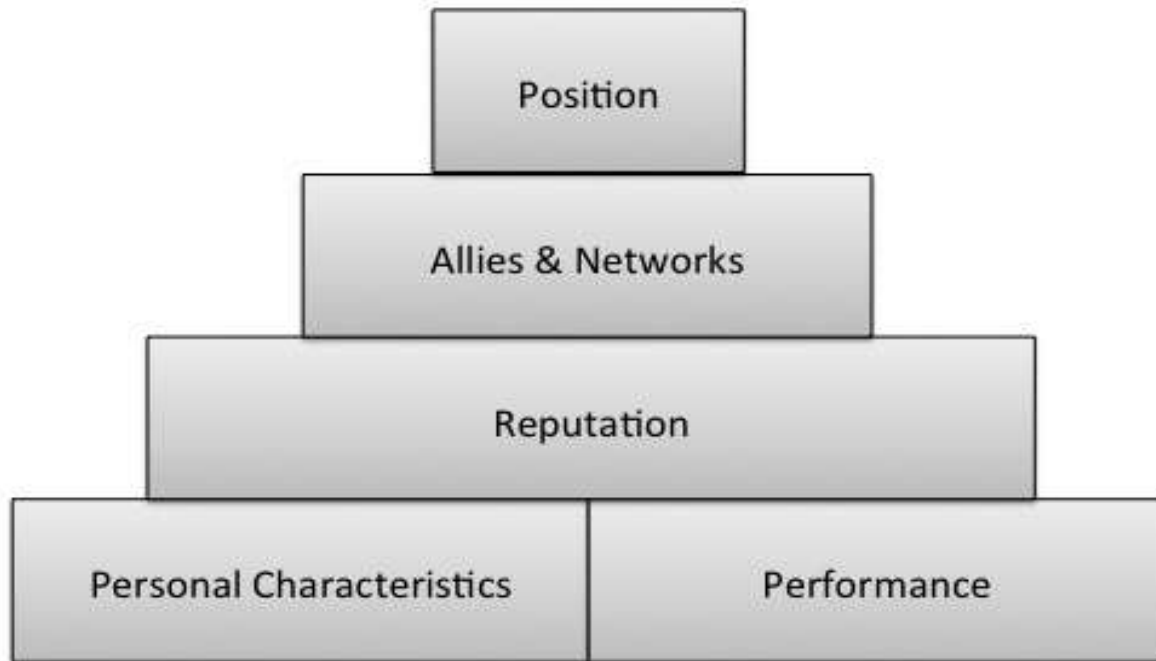 Position
Allies & Networks
Reputation
Personal Characteristics
Performance